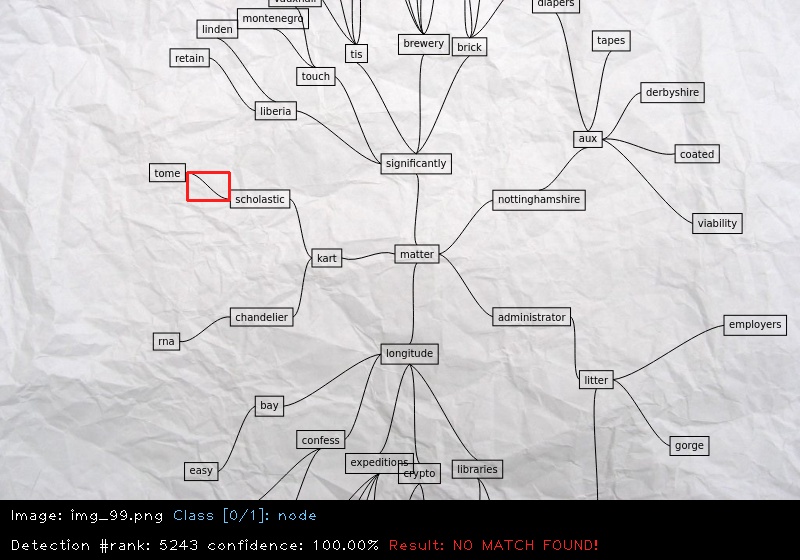 diapers
vauxhall
montenegro
linden
tapes
brewery
brick
tis
retain
touch
derbyshire
liberia
aux
coated
significantly
tome
scholastic
nottinghamshire
viability
matter
kart
chandelier
administrator
employers
rna
longitude
litter
bay
confess
gorge
expeditions
libraries
easy
crypto
Image: img_99.png Class [0/1]: node
Detection #rank: 5243 confidence: 100.00% Result: NO MATCH FOUND!